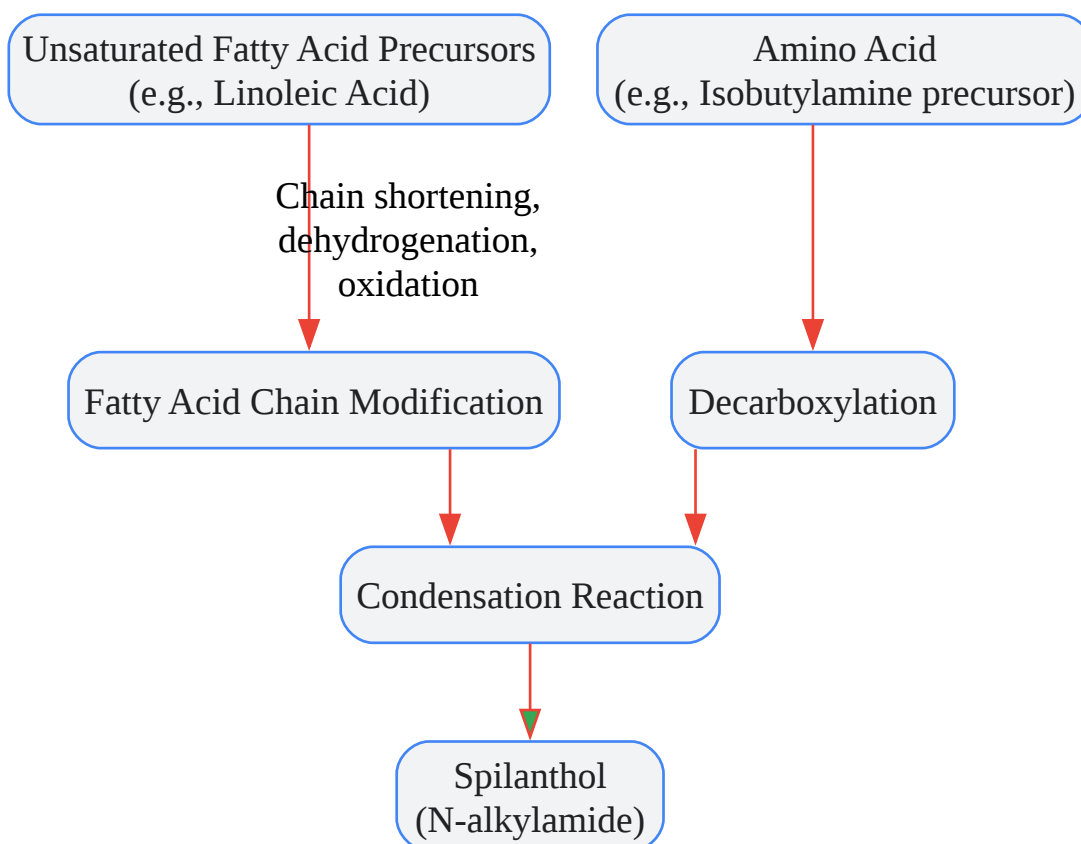 Unsaturated Fatty Acid Precursors
(e.g., Linoleic Acid)
Amino Acid
(e.g., Isobutylamine precursor)
Chain shortening,
dehydrogenation,
oxidation
Fatty Acid Chain Modification
Decarboxylation
Condensation Reaction
Spilanthol
(N-alkylamide)